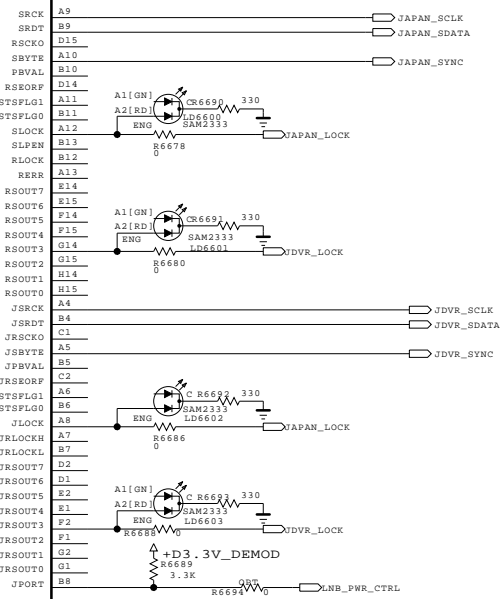 SRCK A9 JAPAN_SCLK
SRDT B9 JAPAN_SDATA
RSCKO D15
SBYTE A10 JAPAN_SYNC
PBVAL B10
RSEORF D14
STSFLG1 A11 A1[GN] CR6690 330
STSFLG0 B11 A2[RD] LD6600
SLOCK A12 ENG SAM2333 JAPAN_LOCK
SLPEN B13 R6678
RLOCK B12 0
RERR A13
RSOUT7 E14
RSOUT6 E15 A1[GN]
RSOUT5 F14 CR6691 330
RSOUT4 F15 A2[RD] SAM2333
RSOUT3 G14 ENG LD6601 JDVR_LOCK
RSOUT2 G15 R6680
RSOUT1 H14 0
RSOUT0 H15
JSRCK A4 JDVR_SCLK
JSRDT B4 JDVR_SDATA
JRSCKO C1
JSBYTE A5 JDVR_SYNC
JPBVAL B5
JRSEORF C2
STSFLG1 A6 C R6692 330
STSFLG0 B6 SAM2333
LD6602
JLOCK A8 JAPAN_LOCK
JRLOCKH A7 R6686
JRLOCKL B7 0
JRSOUT7 D2
JRSOUT6 D1
JRSOUT5 E2 A1[GN] C R6693 330
JRSOUT4 E1 A2[RD] SAM2333
JRSOUT3 F2 ENG LD6603 JDVR_LOCK
JRSOUT2 F1 R6688 0
JRSOUT1 G2 +D3.3V_DEMOD
JRSOUT0 G1 R6689
3.3K
JPORT B8 OPT LNB_PWR_CTRL
R6694 0